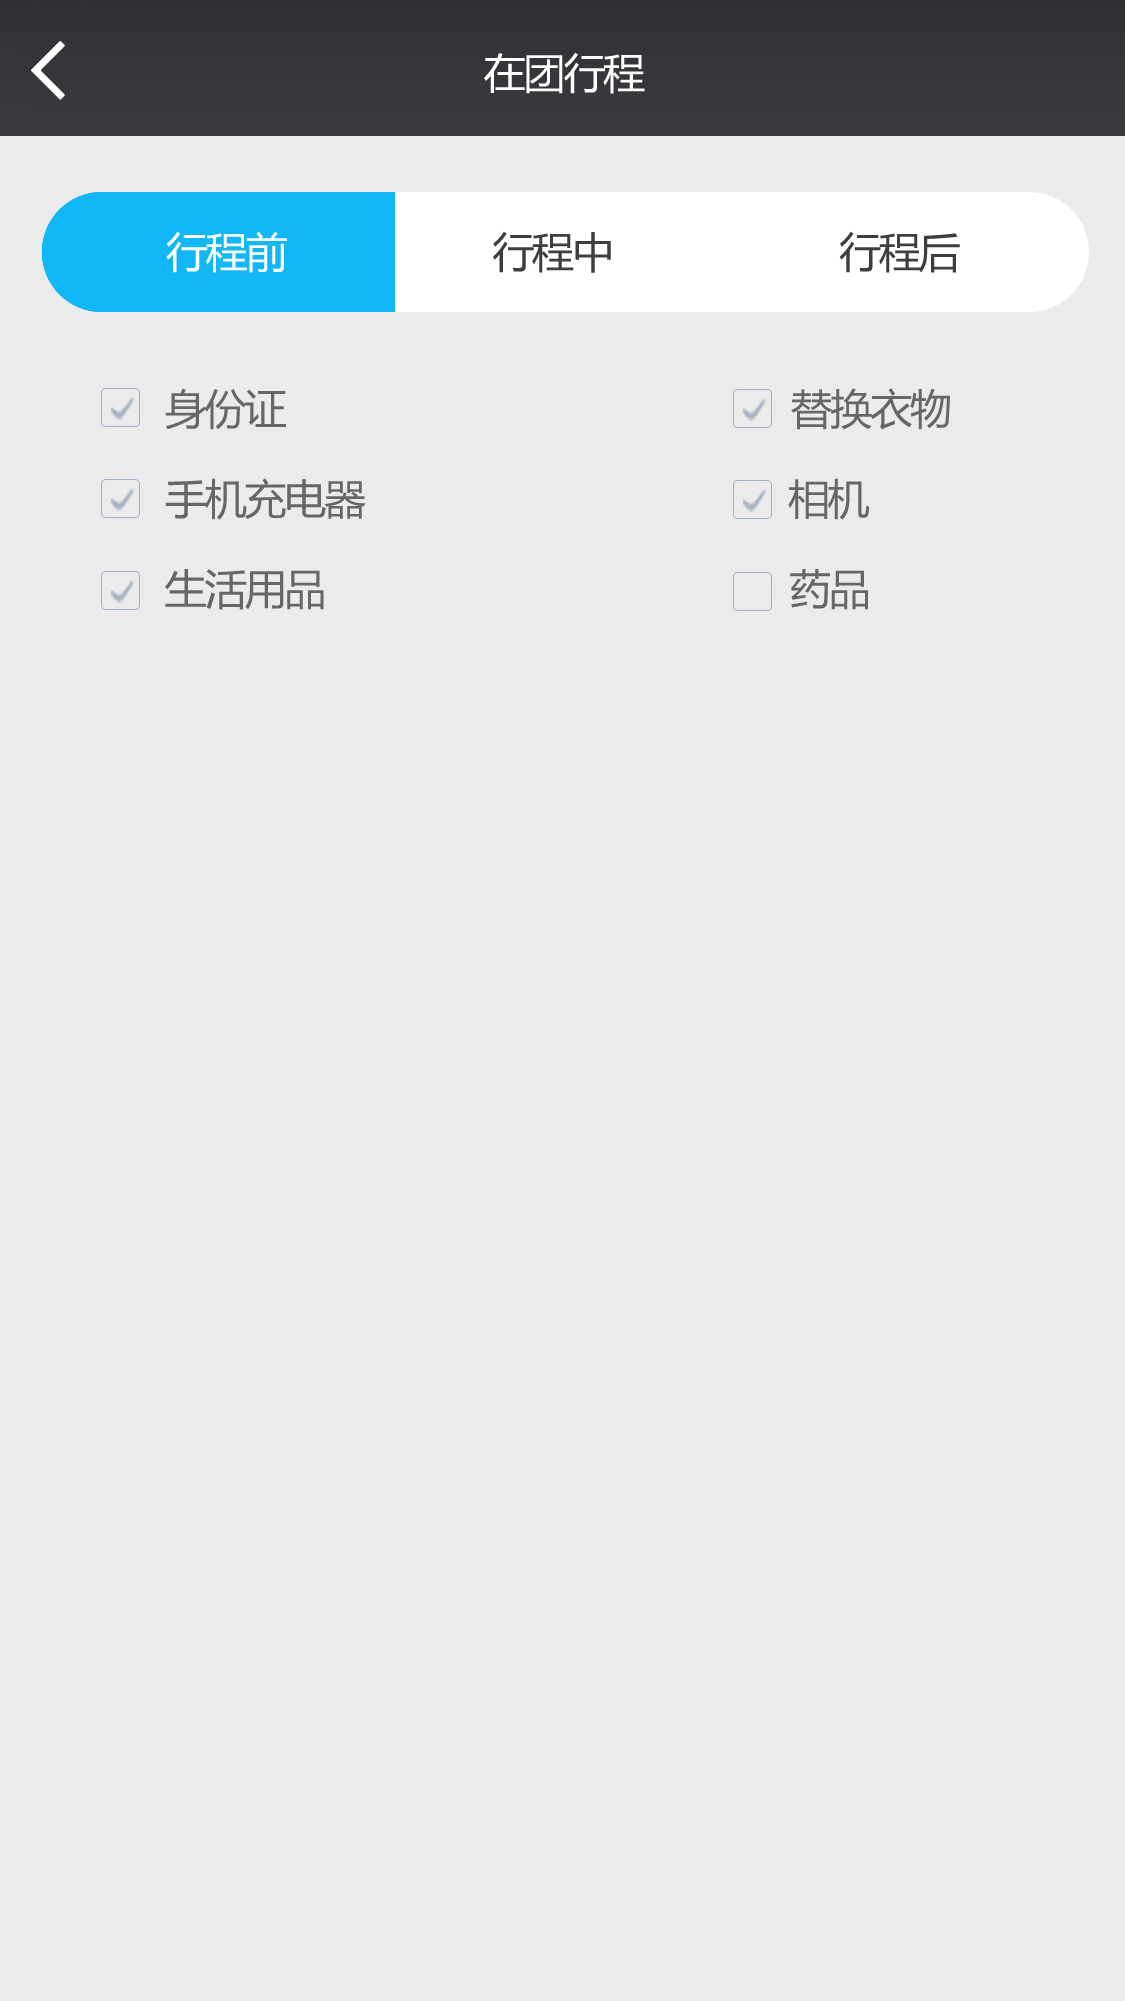 在团行程
行程前 行程中 行程后
身份证 替换衣物
手机充电器 相机
生活用品 药品